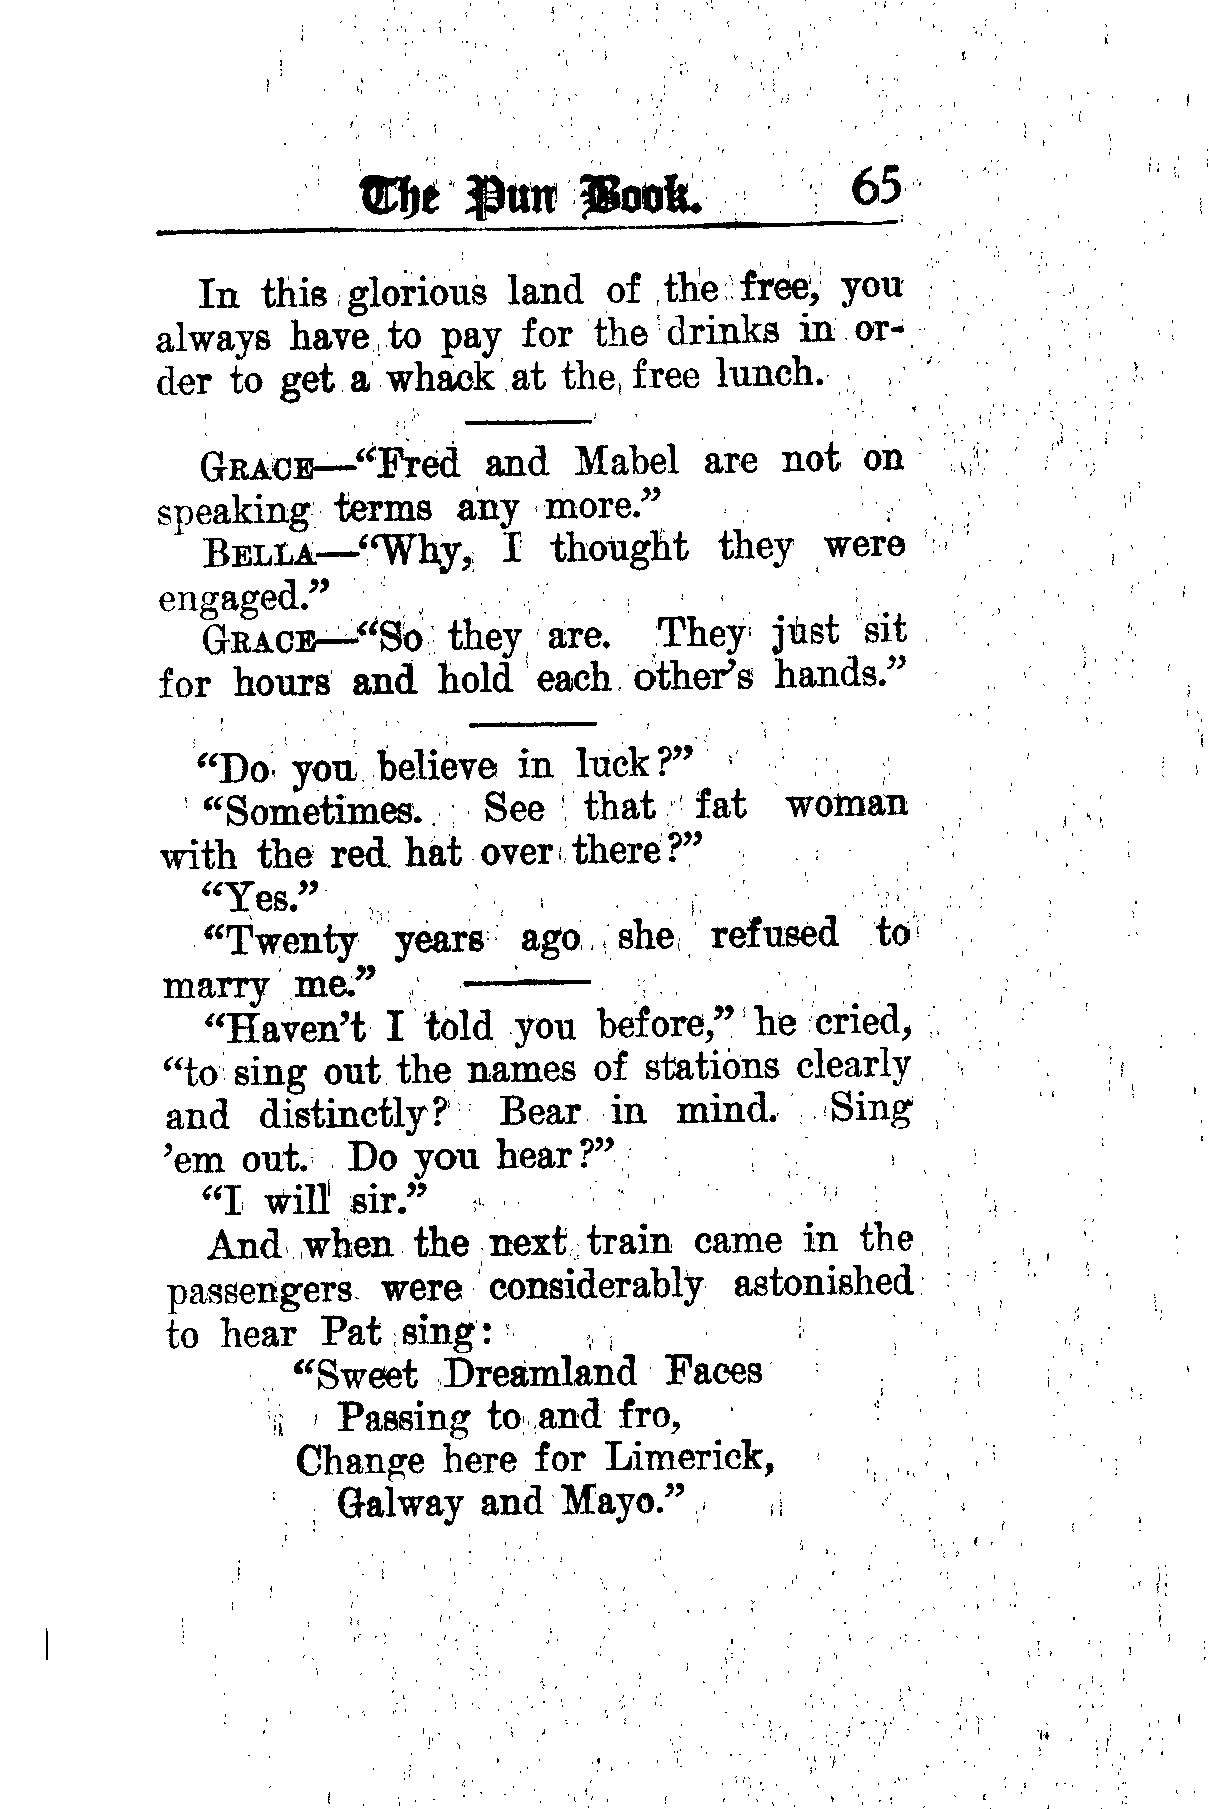 The Pun Book. 65
In this glorious land of the free, you
always have to pay for the drinks in or-
der to get a whack at the free lunch.
GRACE—“Fred and Mabel are not on
speaking terms any more.”
BELLA—“Why, I thought they were
engaged.”
GRACE—“So they are. They just sit
for hours and hold each other’s hands.”
“Do you believe in luck?”
“Sometimes. See that fat woman
with the red hat over there?”
“Yes.”
“Twenty years ago she refused to
marry me.”
“Haven’t I told you before,” he cried,
“to sing out the names of stations clearly
and distinctly? Bear in mind. Sing
’em out. Do you hear?”
“I will sir.”
And when the next train came in the
passengers were considerably astonished
to hear Pat sing:
“Sweet Dreamland Faces
Passing to and fro,
Change here for Limerick,
Galway and Mayo.”